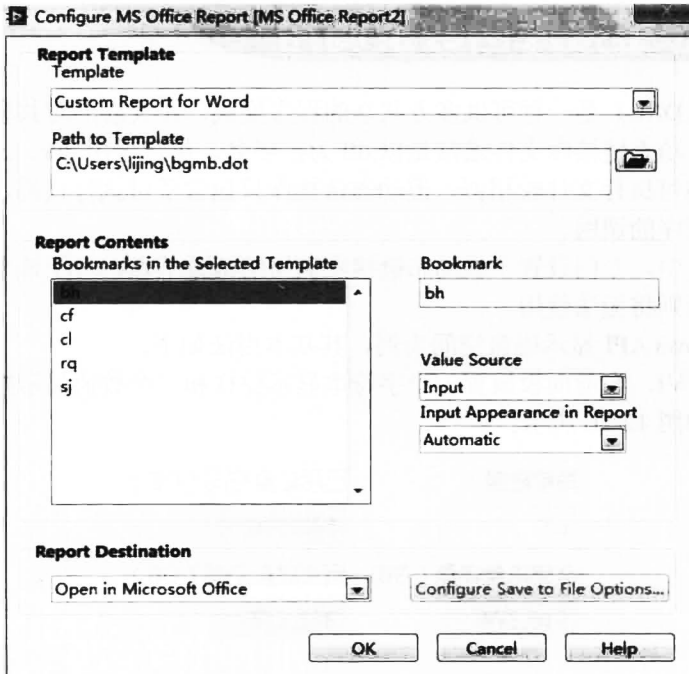 Configure MS Office Report [MS Office Report2]
Report Template
Template
Custom Report for Word
Path to Template
C:\Users\lijing\bgmb.dot
Report Contents
Bookmarks in the Selected Template
bh
cf
cl
rq
sj
Bookmark
bh
Value Source
Input
Input Appearance in Report
Automatic
Report Destination
Open in Microsoft Office
Configure Save to File Options...
OK
Cancel
Help